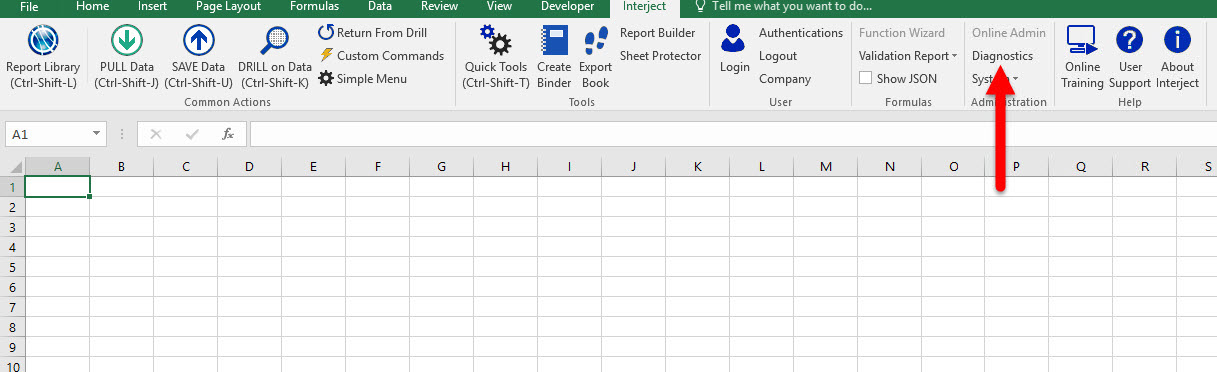 File Home Insert Page Layout Formulas Data Review View Developer Interject Tell me what you want to do...
Report Library
(Ctrl-Shift-L)
PULL Data
(Ctrl-Shift-J)
SAVE Data
(Ctrl-Shift-U)
DRILL on Data
(Ctrl-Shift-K)
Return From Drill
Custom Commands
Simple Menu
Common Actions
Quick Tools
(Ctrl-Shift-T)
Create
Binder
Export
Book
Report Builder
Sheet Protector
Tools
Login
Authentications
Logout
Company
User
Function Wizard
Validation Report
Show JSON
Formulas
Online Admin
Diagnostics
Administration
Online
Training
User
Support
About
Interject
Help
A1 fx
A B C D E F G H I J K L M N O P Q R S
1
2
3
4
5
6
7
8
9
10